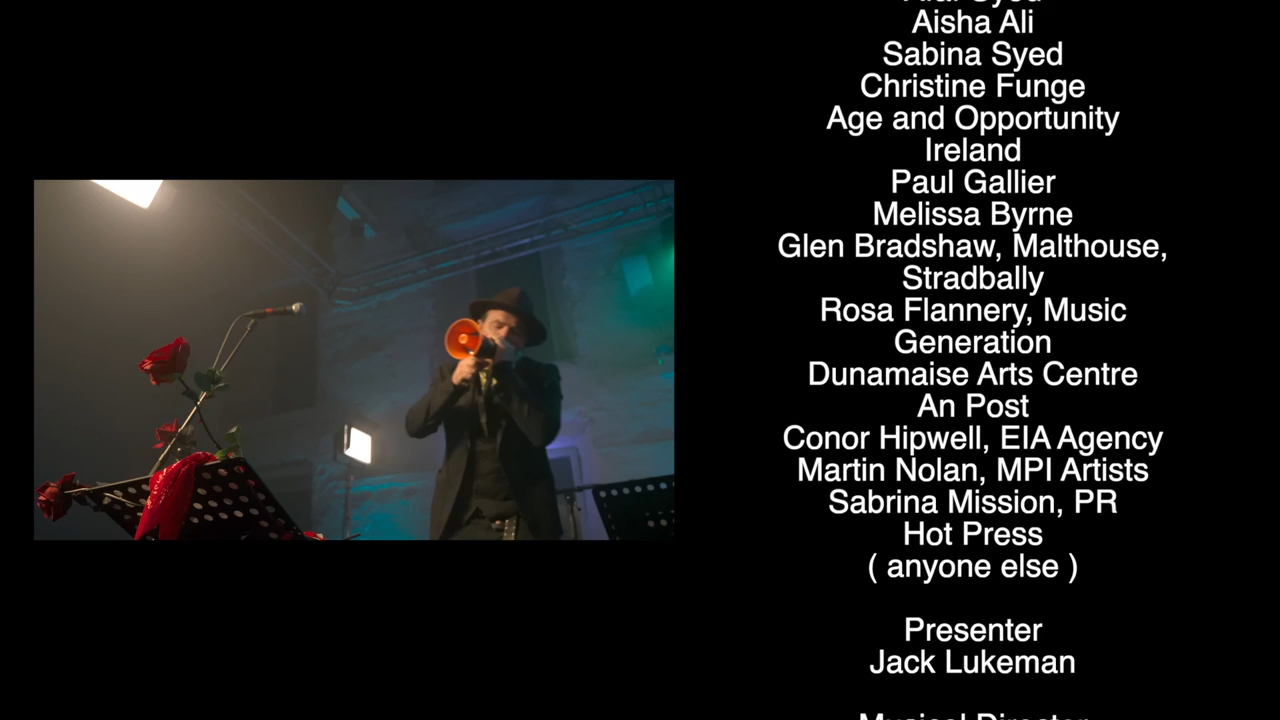 Aisha Ali
Sabina Syed
Christine Funge
Age and Opportunity
Ireland
Paul Gallier
Melissa Byrne
Glen Bradshaw, Malthouse,
Stradbally
Rosa Flannery, Music
Generation
Dunamaise Arts Centre
An Post
Conor Hipwell, EIA Agency
Martin Nolan, MPI Artists
Sabrina Mission, PR
Hot Press
( anyone else )
Presenter
Jack Lukeman
Musical Director